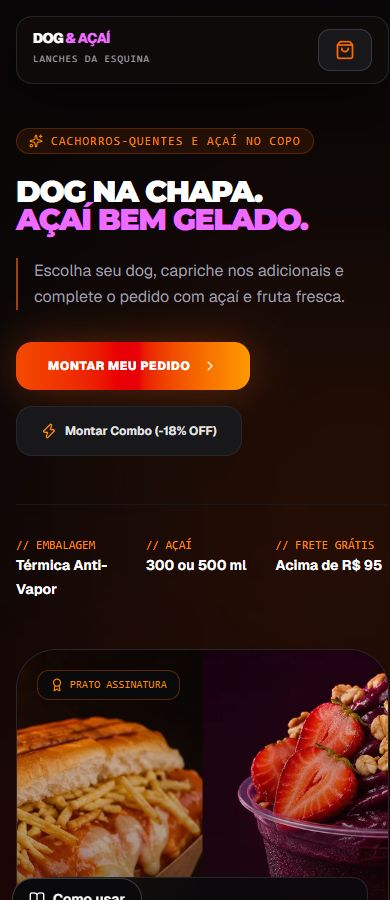 DOG & AÇAÍ
LANCHES DA ESQUINA
CACHORROS-QUENTES E AÇAÍ NO COPO
DOG NA CHAPA.
AÇAÍ BEM GELADO.
Escolha seu dog, capriche nos adicionais e
complete o pedido com açaí e fruta fresca.
MONTAR MEU PEDIDO
Montar Combo (-18% OFF)
// EMBALAGEM
Térmica Anti-
Vapor
// AÇAÍ
300 ou 500 ml
// FRETE GRÁTIS
Acima de R$ 95
PRATO ASSINATURA
Como usar